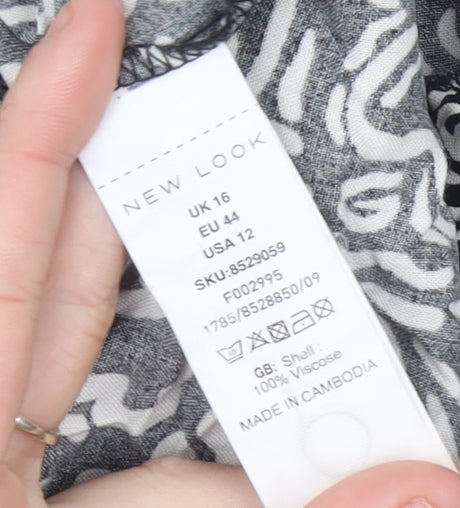 NEW LOOK
UK 16
EU 44
USA 12
SKU:8529059
F002995
1785/8528850/09
GB: Shell :
100% Viscose
MADE IN CAMBODIA